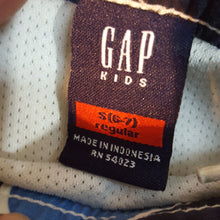 GAP
KIDS
S(6-7)
regular
MADE IN INDONESIA
RN 54023